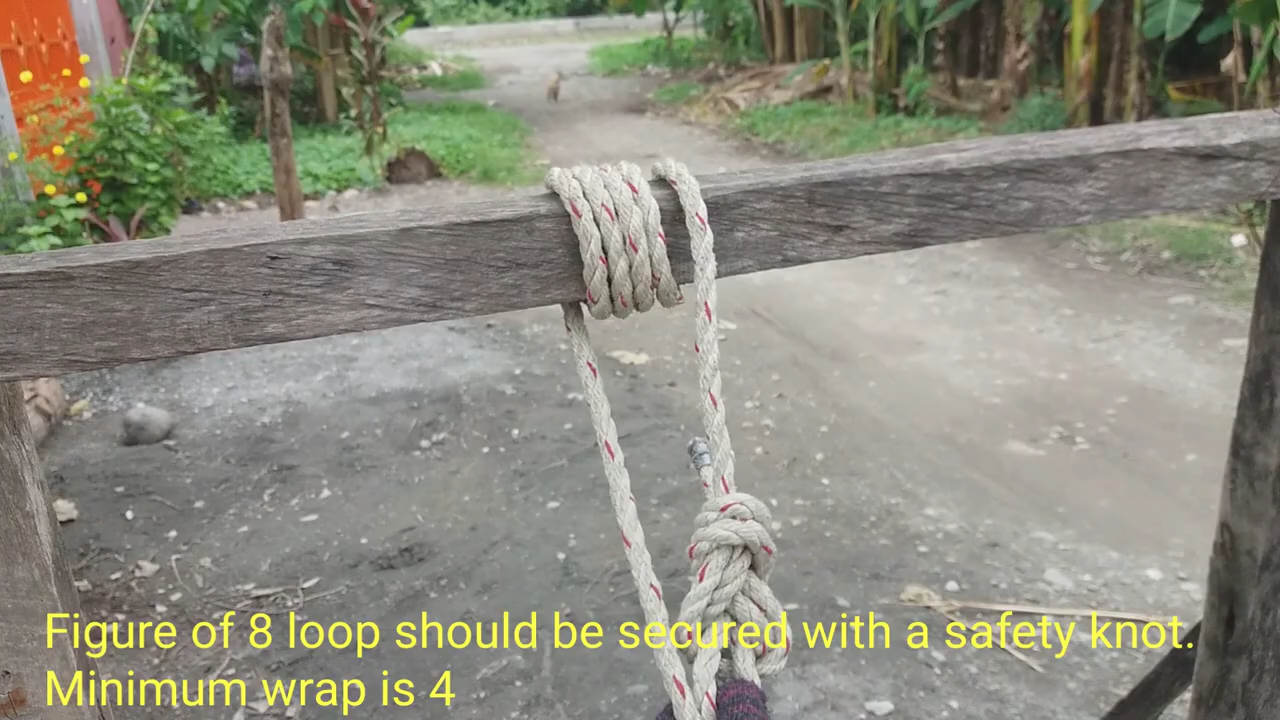 Figure of 8 loop should be secured with a safety knot.
Minimum wrap is 4